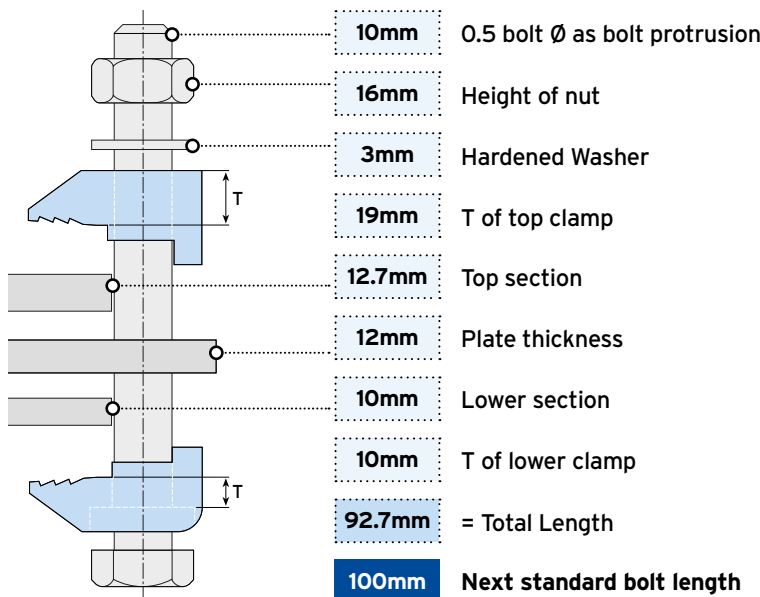 10mm 0.5 bolt Ø as bolt protrusion
16mm Height of nut
3mm Hardened Washer
T
19mm T of top clamp
12.7mm Top section
12mm Plate thickness
10mm Lower section
10mm T of lower clamp
T
92.7mm = Total Length
100mm Next standard bolt length